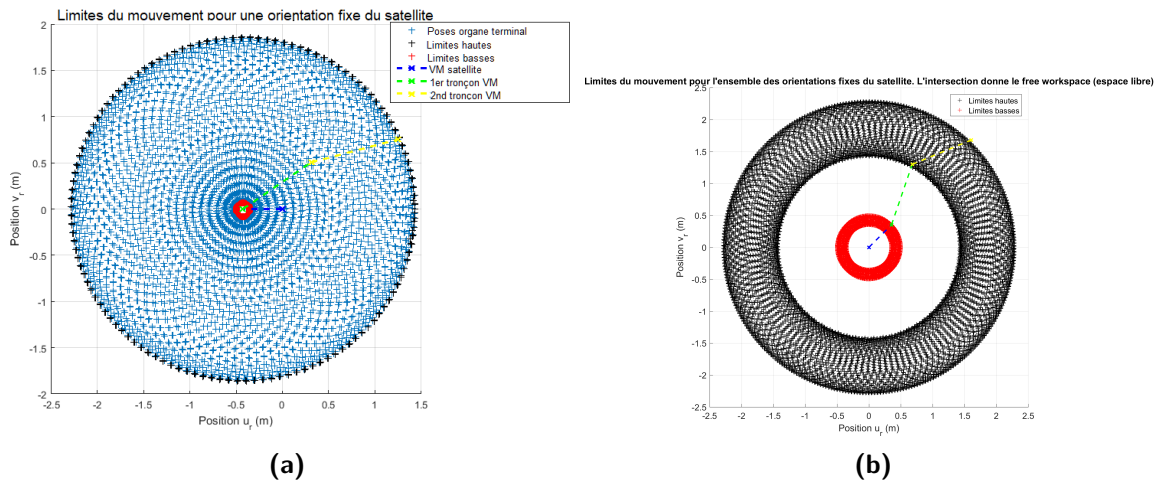 Limites du mouvement pour une orientation fixe du satellite
Poses organe terminal
Limites hautes
Limites basses
VM satellite
1er tronçon VM
2nd troncon VM
Position v_r (m)
2
1.5
1
0.5
0
-0.5
-1
-1.5
-2
-2.5 -2 -1.5 -1 -0.5 0 0.5 1 1.5
Position u_r (m)
(a)
Limites du mouvement pour l'ensemble des orientations fixes du satellite. L'intersection donne le free workspace (espace libre)
Limites hautes
Limites basses
Position v_r (m)
2.5
2
1.5
1
0.5
0
-0.5
-1
-1.5
-2
-2.5
-2.5 -2 -1.5 -1 -0.5 0 0.5 1 1.5 2 2.5
Position u_r (m)
(b)